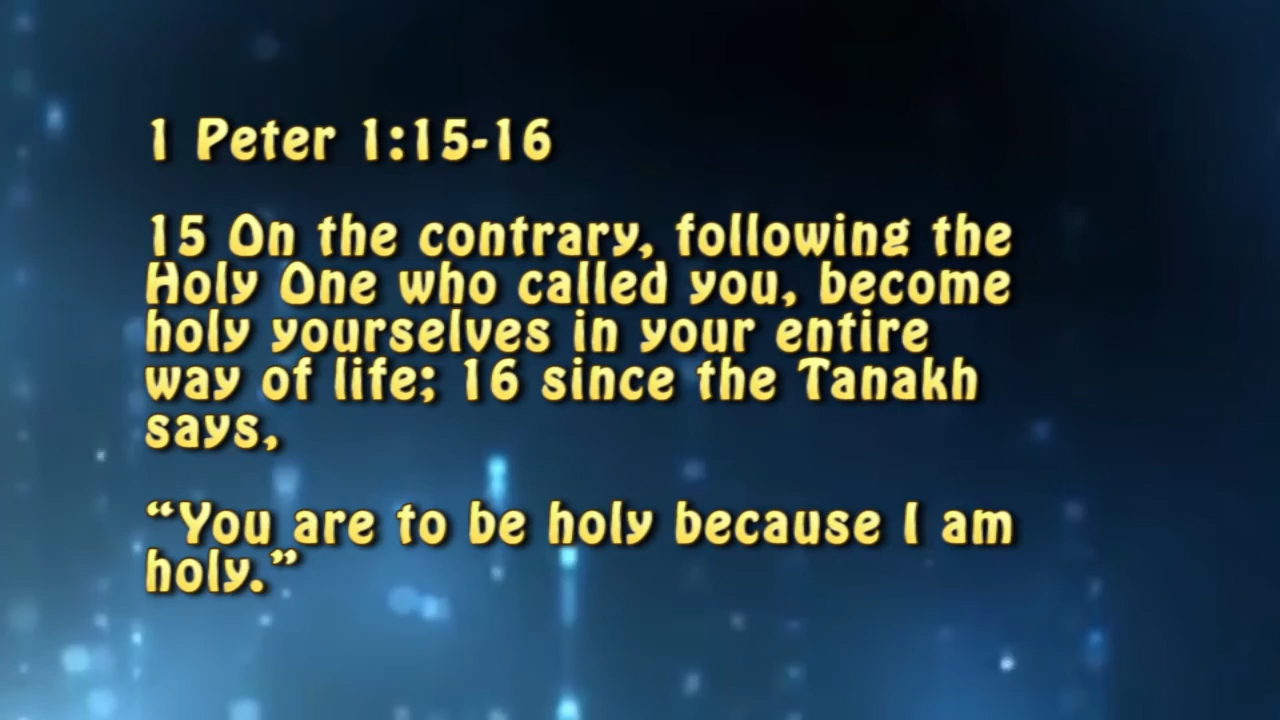 1 Peter 1:15-16
15 On the contrary, following the
Holy One who called you, become
holy yourselves in your entire
way of life; 16 since the Tanakh
says,
“You are to be holy because I am
holy.”